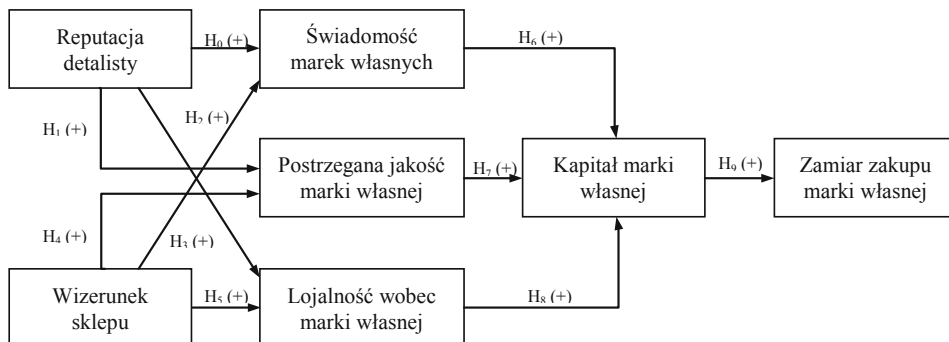 Reputacja
detalisty
H₀ (+)
Świadomość
marek własnych
H₆ (+)
H₁ (+)
H₂ (+)
Postrzegana jakość
marki własnej
H₇ (+)
Kapitał marki
własnej
H₉ (+)
Zamiar zakupu
marki własnej
H₄ (+)
H₃ (+)
Wizerunek
sklepu
H₅ (+)
Lojalność wobec
marki własnej
H₈ (+)